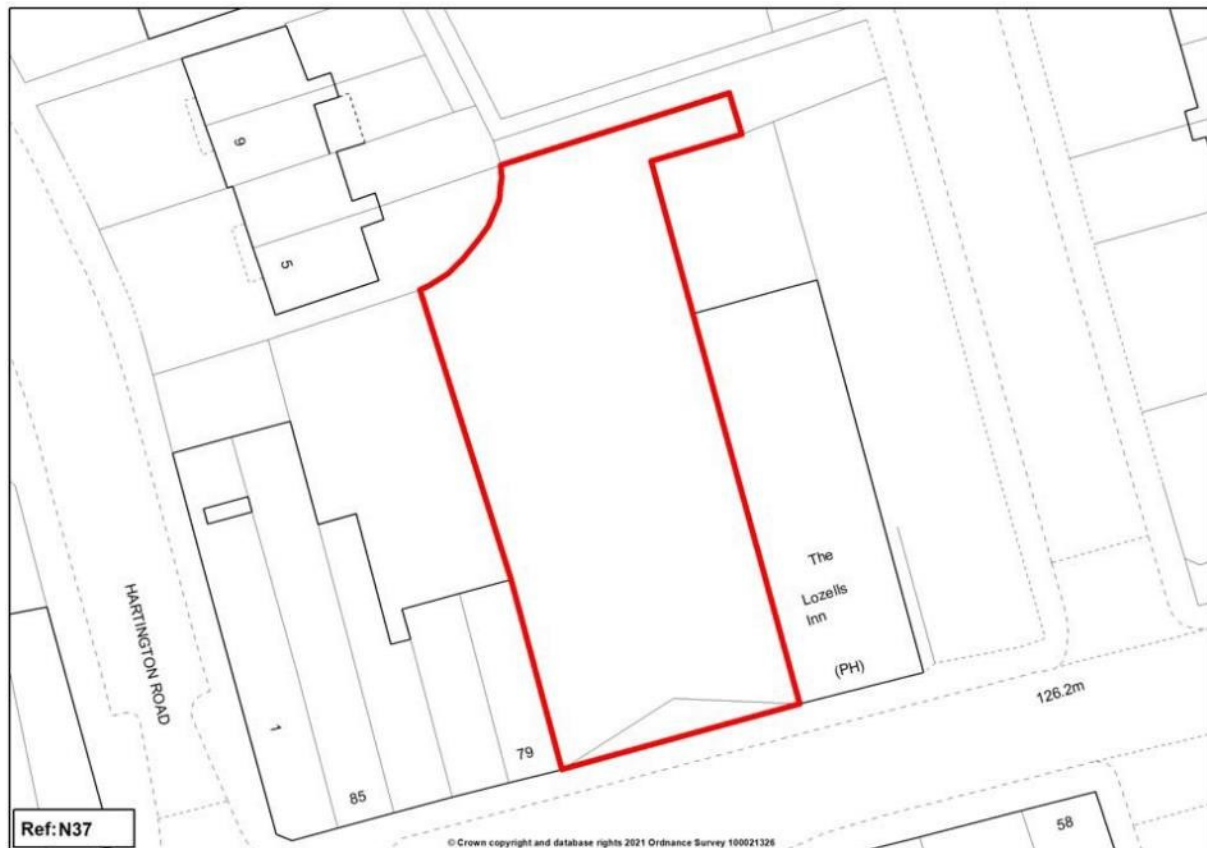 9
5
The
Lozells
Inn
(PH)
126.2m
HARTINGTON ROAD
1
85
79
58
Ref:N37
© Crown copyright and database rights 2021 Ordnance Survey 100021326